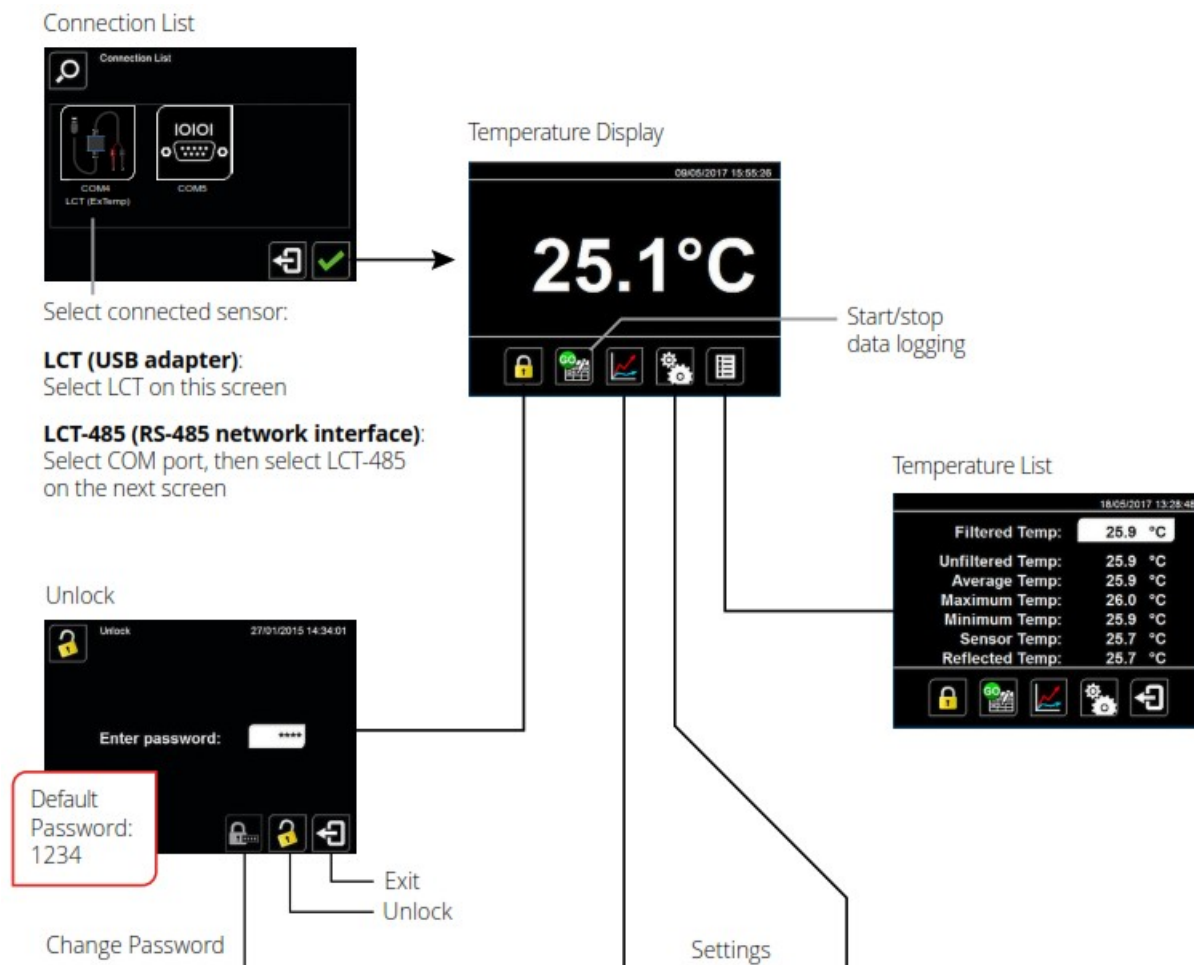 Connection List
Connection List
IOIOI
COM4
COM5
LCT (ExTemp)
Select connected sensor:
LCT (USB adapter):
Select LCT on this screen
LCT-485 (RS-485 network interface):
Select COM port, then select LCT-485
on the next screen
Temperature Display
09/05/2017 15:55:26
25.1°C
GO
Start/stop
data logging
Temperature List
18/05/2017 13:28:48
Filtered Temp: 25.9 °C
Unfiltered Temp: 25.9 °C
Average Temp: 25.9 °C
Maximum Temp: 26.0 °C
Minimum Temp: 25.9 °C
Sensor Temp: 25.7 °C
Reflected Temp: 25.7 °C
GO
Unlock
Unlock 27/01/2015 14:34:01
Enter password: ****
Default
Password:
1234
Exit
Unlock
Change Password
Settings